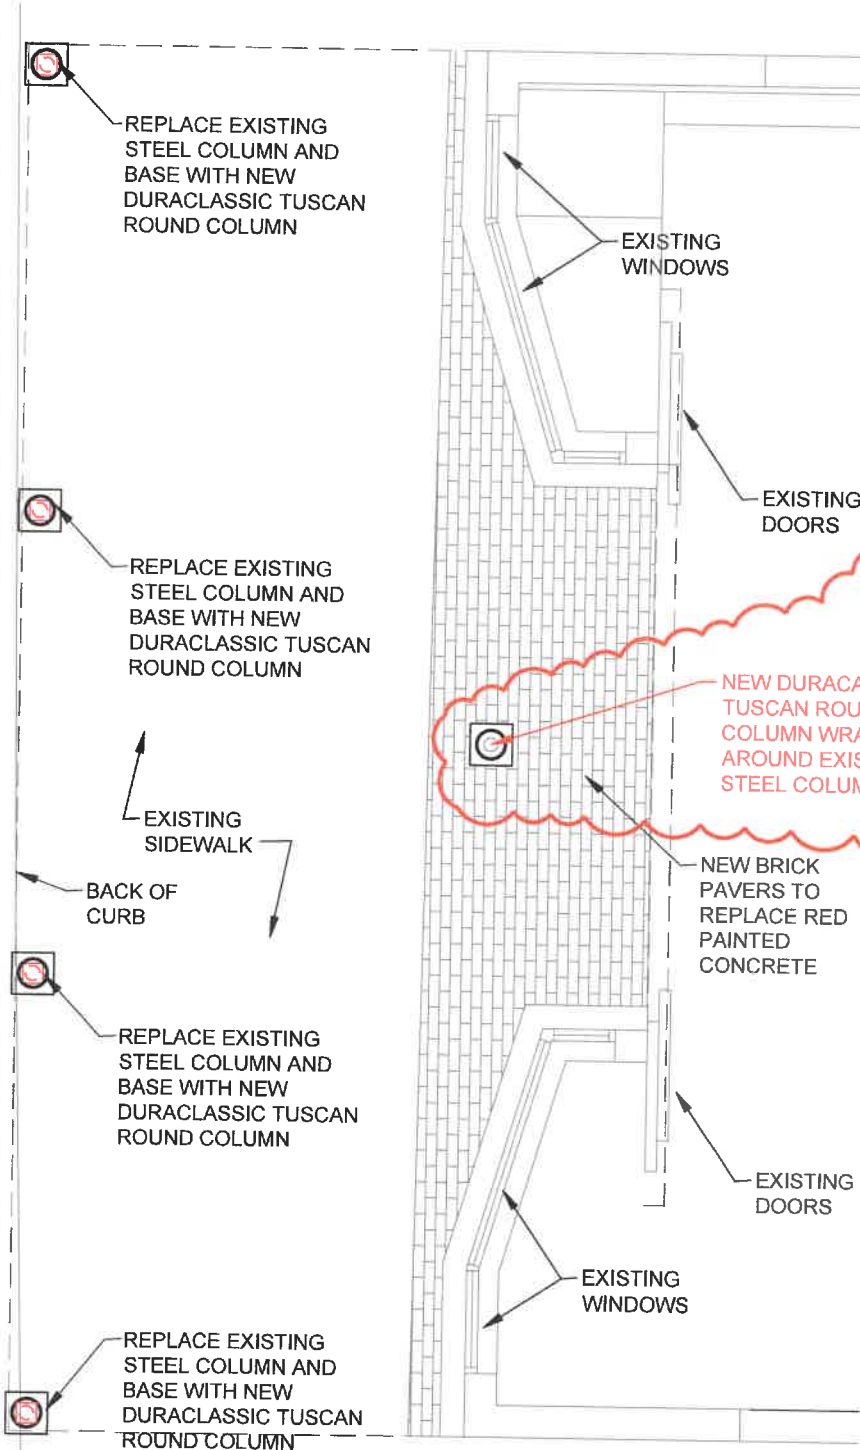 REPLACE EXISTING
STEEL COLUMN AND
BASE WITH NEW
DURACLASSIC TUSCAN
ROUND COLUMN
EXISTING
WINDOWS
EXISTING
DOORS
REPLACE EXISTING
STEEL COLUMN AND
BASE WITH NEW
DURACLASSIC TUSCAN
ROUND COLUMN
NEW
TUSCAN
COLUMN
AROUND
STEEL
EXISTING
SIDEWALK
BACK OF
CURB
NEW BRICK
PAVERS TO
REPLACE RED
PAINTED
CONCRETE
REPLACE EXISTING
STEEL COLUMN AND
BASE WITH NEW
DURACLASSIC TUSCAN
ROUND COLUMN
EXISTING
DOORS
EXISTING
WINDOWS
REPLACE EXISTING
STEEL COLUMN AND
BASE WITH NEW
DURACLASSIC TUSCAN
ROUND COLUMN